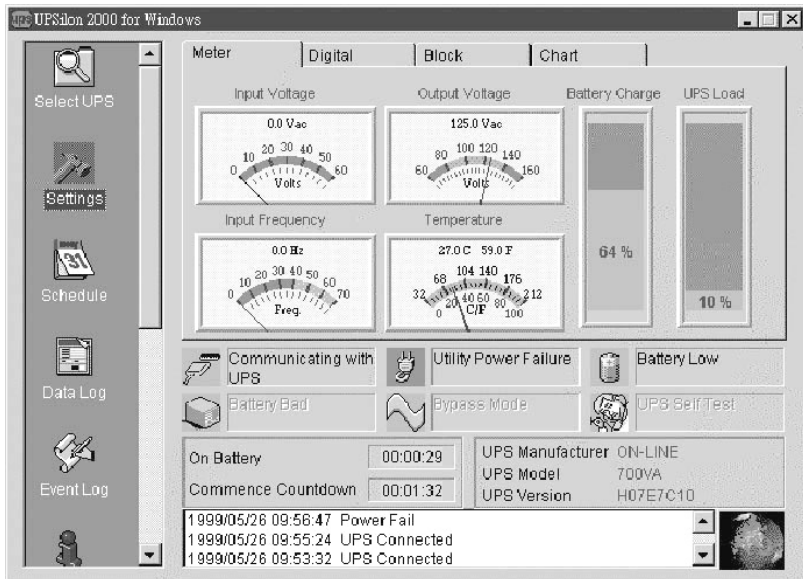 UPS UPSilon 2000 for Windows
Select UPS
Settings
Schedule
Data Log
Event Log
31
Meter Digital Block Chart
Input Voltage Output Voltage Battery Charge UPS Load
0.0 Vac
0 10 20 30 40 50 60
Volts
125.0 Vac
60 80 100 120 140 160
Volts
Input Frequency Temperature
0.0 Hz
0 10 20 30 40 50 60 70
Freq.
27.0 C 59.0 F
32 68 104 140 176 212
0 20 40 60 80 100
C/F
64 %
10 %
Communicating with UPS
Utility Power Failure
Battery Low
Battery Bad
Bypass Mode
UPS Self Test
On Battery 00:00:29
Commence Countdown 00:01:32
UPS Manufacturer ON-LINE
UPS Model 700VA
UPS Version H07E7C10
1999/05/26 09:56:47 Power Fail
1999/05/26 09:55:24 UPS Connected
1999/05/26 09:53:32 UPS Connected